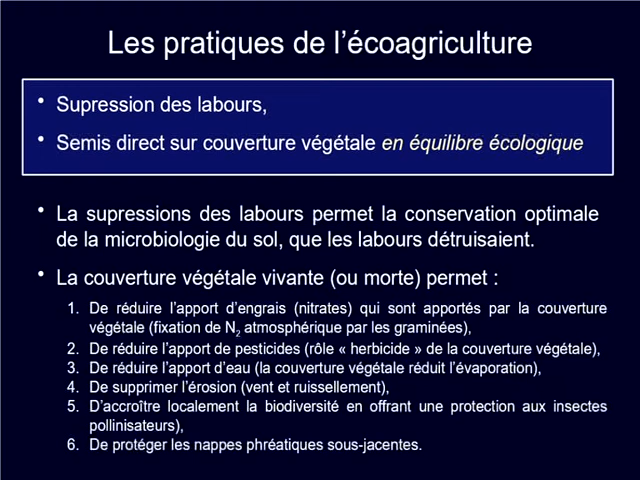 Les pratiques de l’écoagriculture
• Supression des labours,
• Semis direct sur couverture végétale en équilibre écologique
• La supressions des labours permet la conservation optimale
de la microbiologie du sol, que les labours détruisaient.
• La couverture végétale vivante (ou morte) permet :
1. De réduire l’apport d’engrais (nitrates) qui sont apportés par la couverture
végétale (fixation de N2 atmosphérique par les graminées),
2. De réduire l’apport de pesticides (rôle « herbicide » de la couverture végétale),
3. De réduire l’apport d’eau (la couverture végétale réduit l’évaporation),
4. De supprimer l’érosion (vent et ruissellement),
5. D’accroître localement la biodiversité en offrant une protection aux insectes
pollinisateurs),
6. De protéger les nappes phréatiques sous-jacentes.